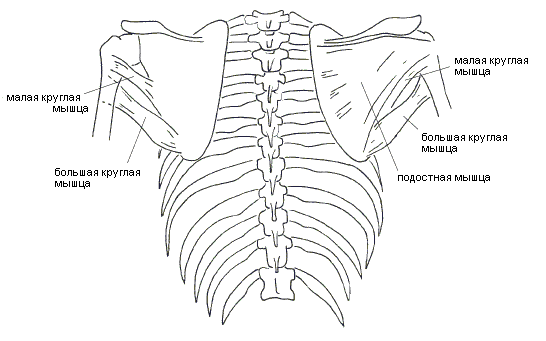 малая круглая
мышца
большая круглая
мышца
малая круглая
мышца
большая круглая
мышца
подостная мышца